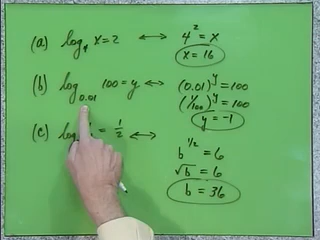 (a) log₄ x = 2 ↔ 4² = x
x = 16
(b) log₀.₀₁ 100 = y ↔ (0.01)^y = 100
(1/100)^y = 100
y = -1
(c) log = 1/2 ↔
b^1/2 = 6
√b = 6
b = 36